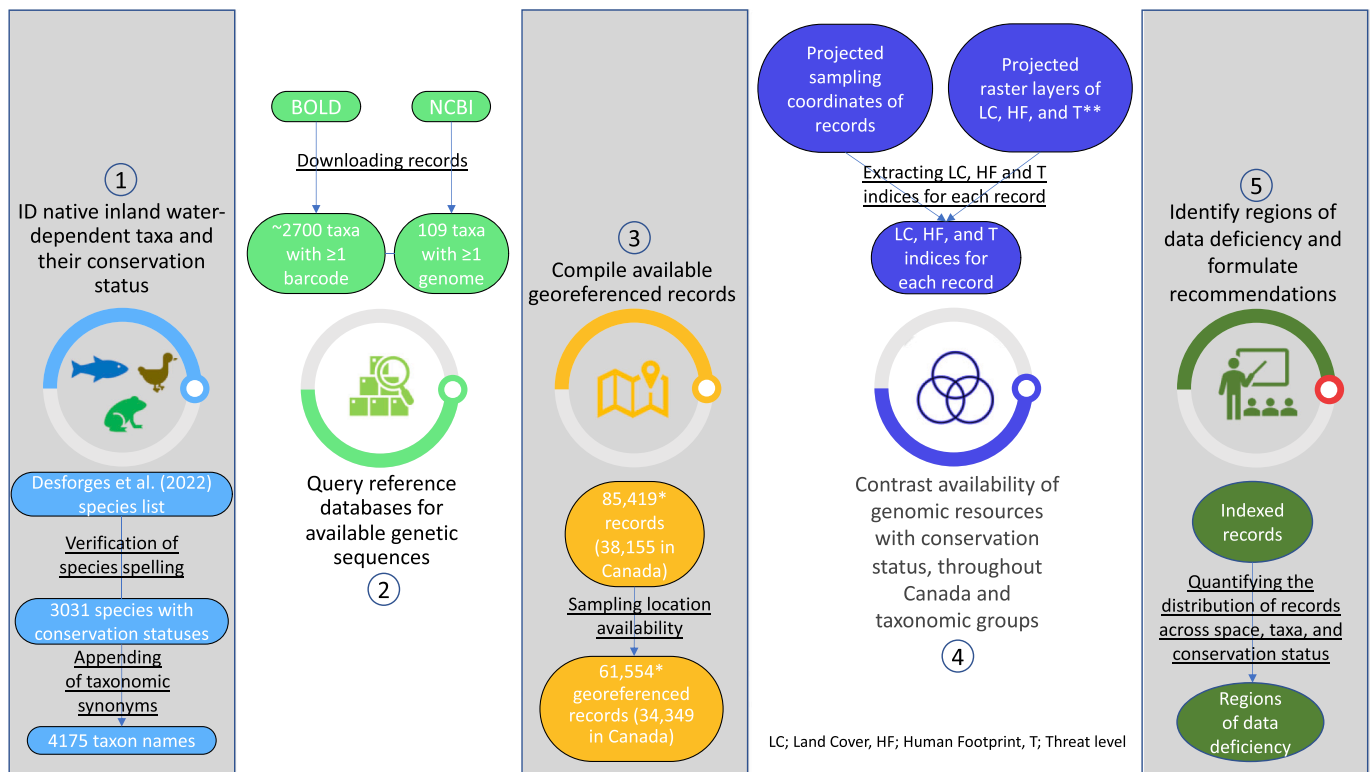 1
ID native inland water-
dependent taxa and
their conservation
status
Desforges et al. (2022)
species list
Verification of
species spelling
3031 species with
conservation statuses
Appending
of taxonomic
synonyms
4175 taxon names
BOLD
NCBI
Downloading records
~2700 taxa
with ≥1
barcode
109 taxa
with ≥1
genome
Query reference
databases for
available genetic
sequences
2
3
Compile available
georeferenced records
85,419*
records
(38,155 in
Canada)
Sampling location
availability
61,554*
georeferenced
records (34,349
in Canada)
Projected
sampling
coordinates of
records
Projected
raster layers of
LC, HF, and T**
Extracting LC, HF and T
indices for each record
LC, HF, and T
indices for
each record
Contrast availability of
genomic resources
with conservation
status, throughout
Canada and
taxonomic groups
4
LC; Land Cover, HF; Human Footprint, T; Threat level
5
Identify regions of
data deficiency and
formulate
recommendations
Indexed
records
Quantifying the
distribution of records
across space, taxa, and
conservation status
Regions
of data
deficiency